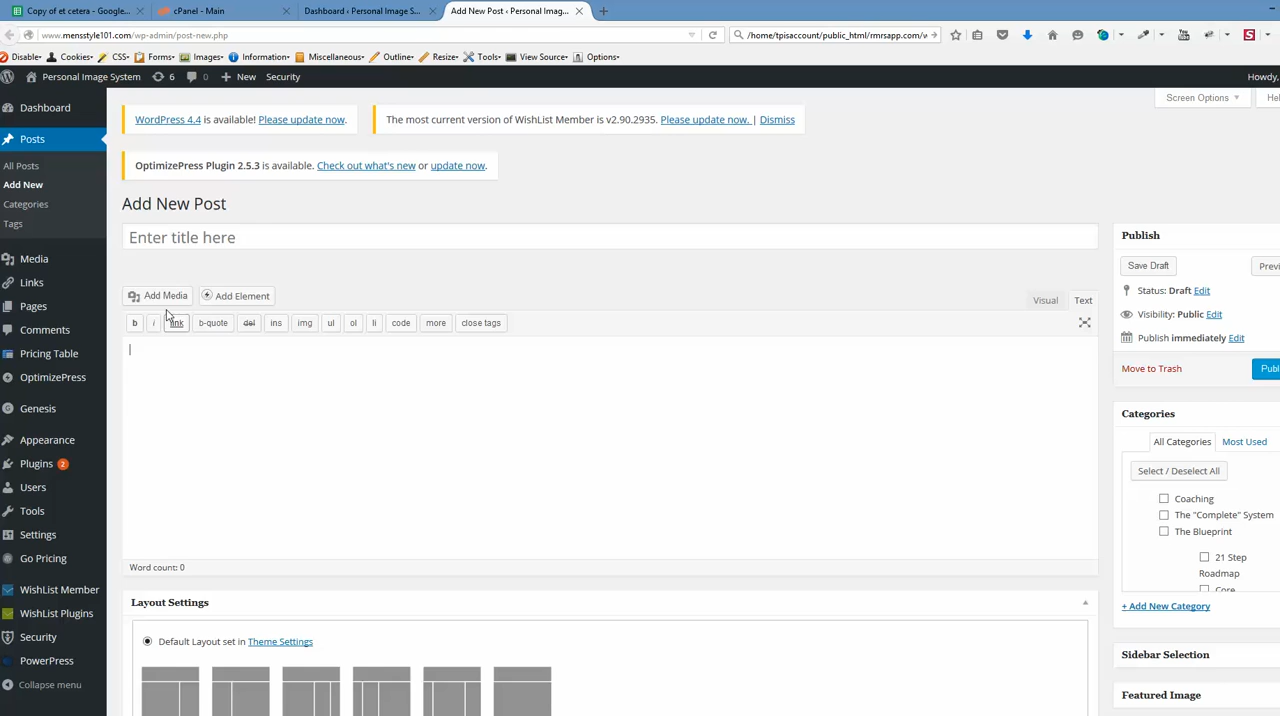 Copy of et cetera - Google...
cPanel - Main
Dashboard ‹ Personal Image S...
Add New Post ‹ Personal Imag...
www.mensstyle101.com/wp-admin/post-new.php
/home/tpisaccount/public_html/rmrsapp.com/w
Disable
Cookies
CSS
Forms
Images
Information
Miscellaneous
Outline
Resize
Tools
View Source
Options
Personal Image System
6
0
New
Security
Howdy,
Screen Options
Hel
Dashboard
Posts
All Posts
Add New
Categories
Tags
Media
Links
Pages
Comments
Pricing Table
OptimizePress
Genesis
Appearance
Plugins 2
Users
Tools
Settings
Go Pricing
WishList Member
WishList Plugins
Security
PowerPress
Collapse menu
WordPress 4.4 is available! Please update now.
The most current version of WishList Member is v2.90.2935. Please update now. | Dismiss
OptimizePress Plugin 2.5.3 is available. Check out what's new or update now.
Add New Post
Enter title here
Add Media
Add Element
Visual
Text
b
i
link
b-quote
del
ins
img
ul
ol
li
code
more
close tags
Word count: 0
Layout Settings
Default Layout set in Theme Settings
Publish
Save Draft
Previ
Status: Draft Edit
Visibility: Public Edit
Publish immediately Edit
Move to Trash
Publ
Categories
All Categories
Most Used
Select / Deselect All
Coaching
The "Complete" System
The Blueprint
21 Step
Roadmap
Core
+ Add New Category
Sidebar Selection
Featured Image